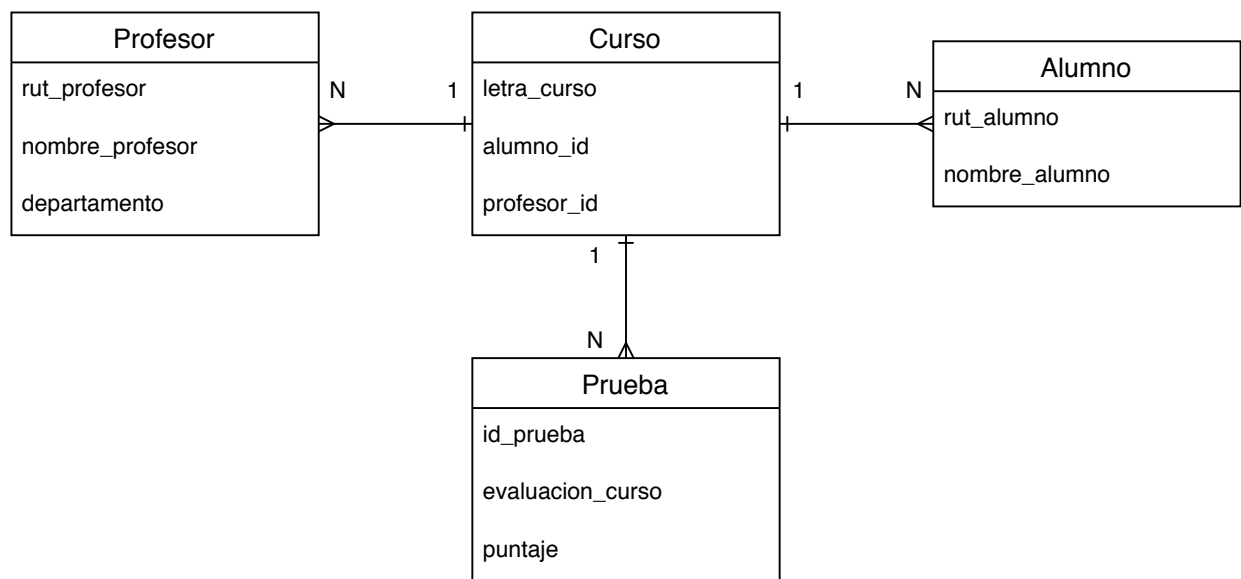 Profesor
rut_profesor
nombre_profesor
departamento
N
1
Curso
letra_curso
alumno_id
profesor_id
1
N
Alumno
rut_alumno
nombre_alumno
1
N
Prueba
id_prueba
evaluacion_curso
puntaje